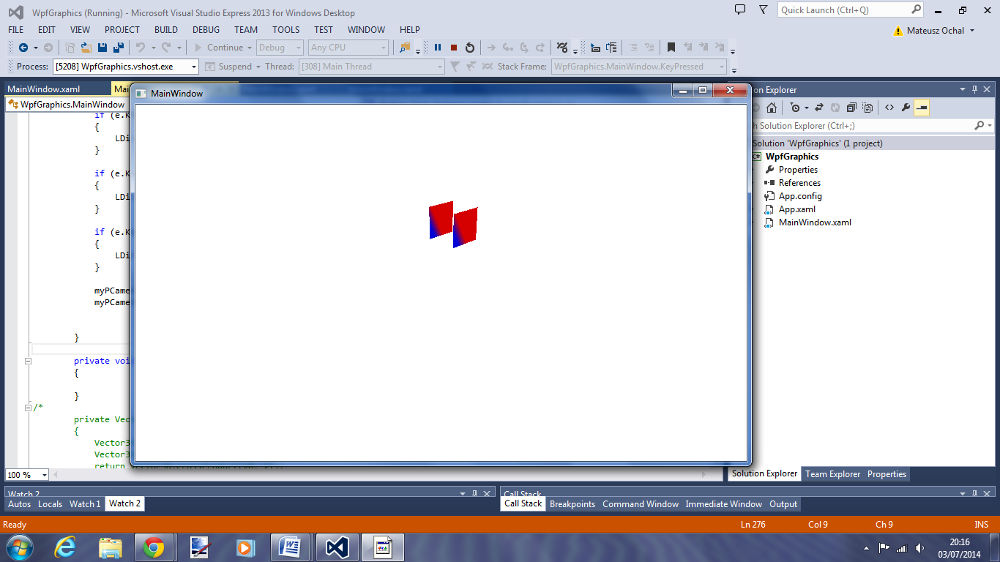 WpfGraphics (Running) - Microsoft Visual Studio Express 2013 for Windows Desktop
Quick Launch (Ctrl+Q)
FILE EDIT VIEW PROJECT BUILD DEBUG TEAM TOOLS TEST WINDOW HELP
Mateusz Ochal
Continue Debug Any CPU
Process: [5208] WpfGraphics.vshost.exe Suspend Thread: [308] Main Thread Stack Frame: WpfGraphics.MainWindow.KeyPressed
MainWindow.xaml Mai
WpfGraphics.MainWindow
MainWindow
if (e.K
{
LDi
}
if (e.K
{
LDi
}
if (e.K
{
LDi
}
myPCame
myPCame
}
private voi
{
}
/*
private Vec
{
Vector3
Vector3
return
100 %
on Explorer
h Solution Explorer (Ctrl+;)
Solution 'WpfGraphics' (1 project)
C# WpfGraphics
Properties
References
App.config
App.xaml
MainWindow.xaml
Solution Explorer Team Explorer Properties
Watch 2
Call Stack
Autos Locals Watch 1 Watch 2
Call Stack Breakpoints Command Window Immediate Window Output
Ready Ln 276 Col 9 Ch 9 INS
20:16
03/07/2014